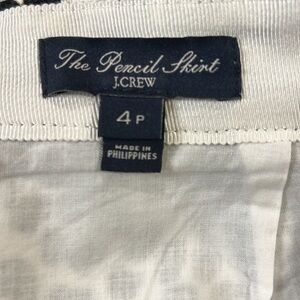 The Pencil Skirt
J.CREW
4P
MADE IN
PHILIPPINES